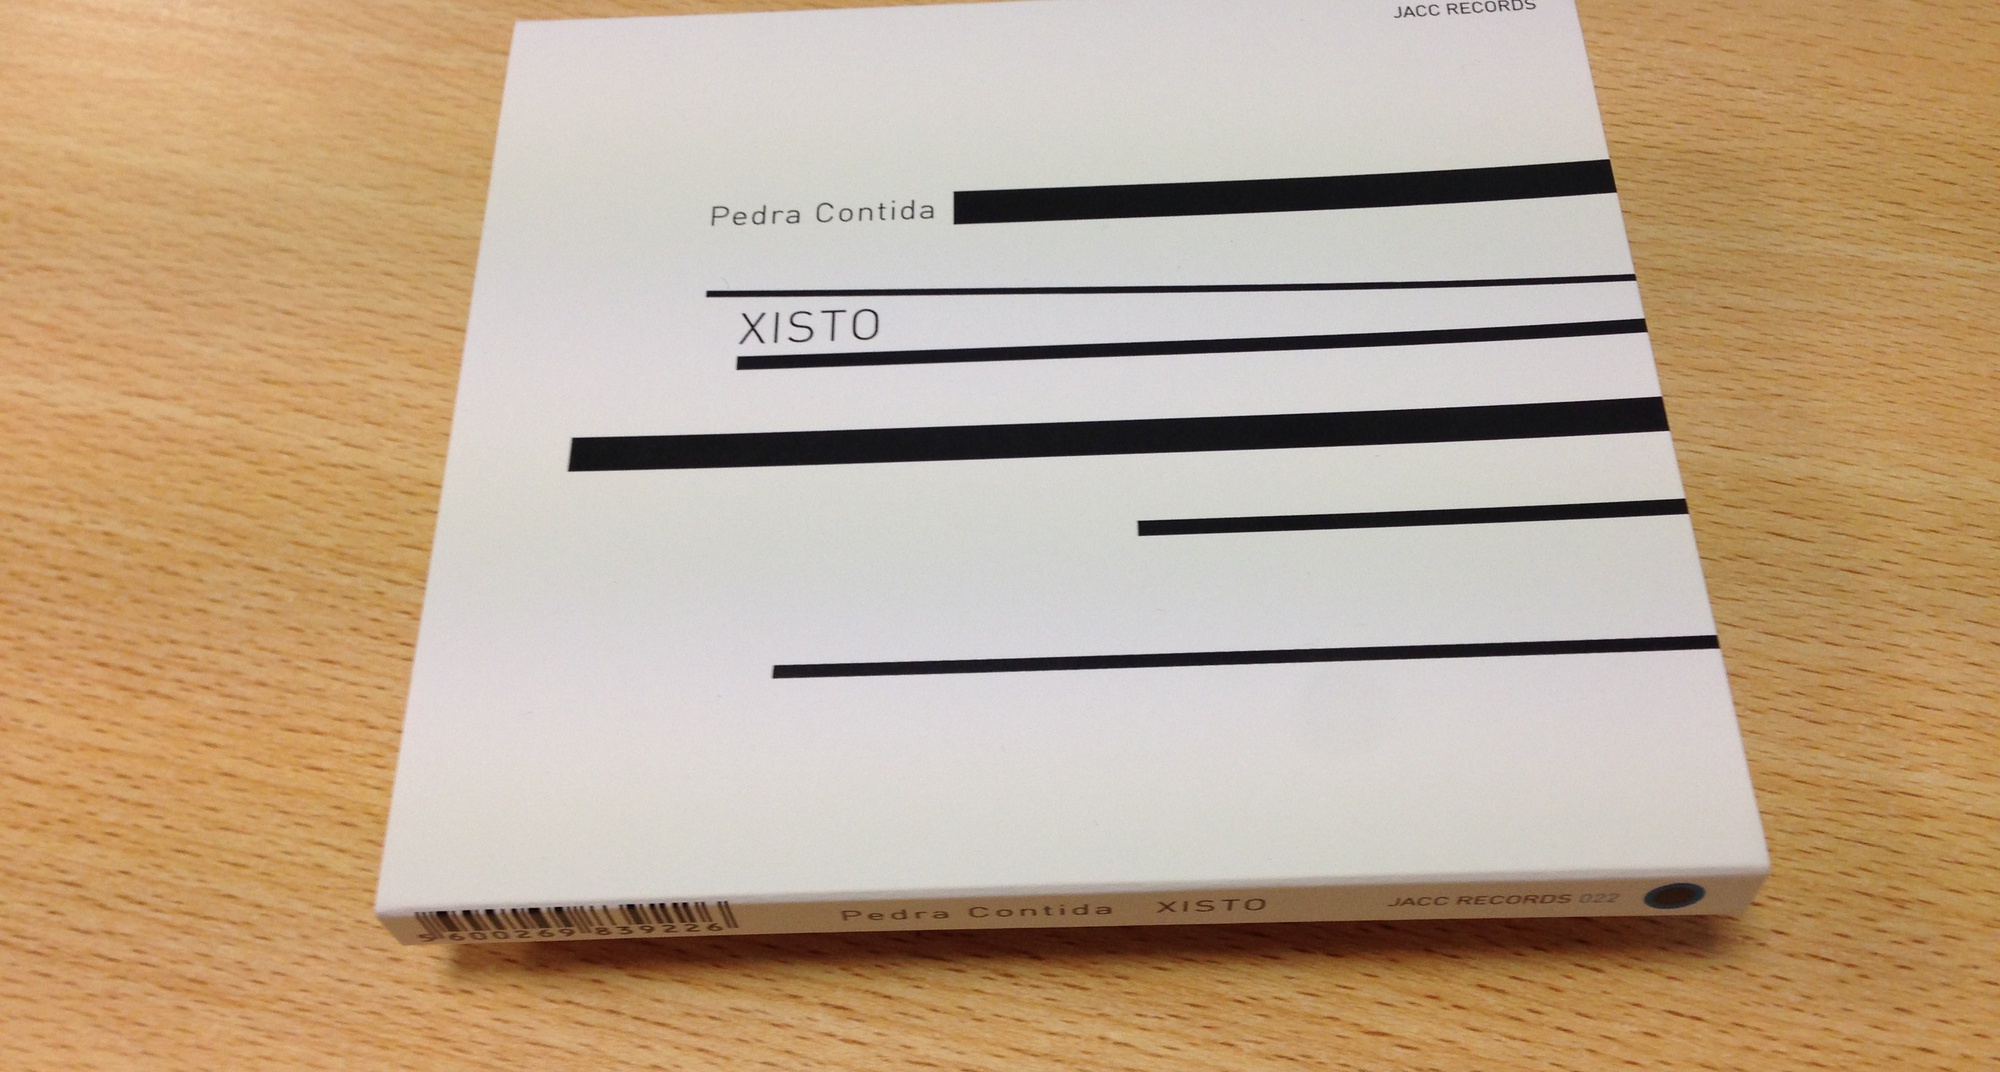 JACC RECORDS
Pedra Contida
XISTO
5 600269 839226
Pedra Contida XISTO
JACC RECORDS 022